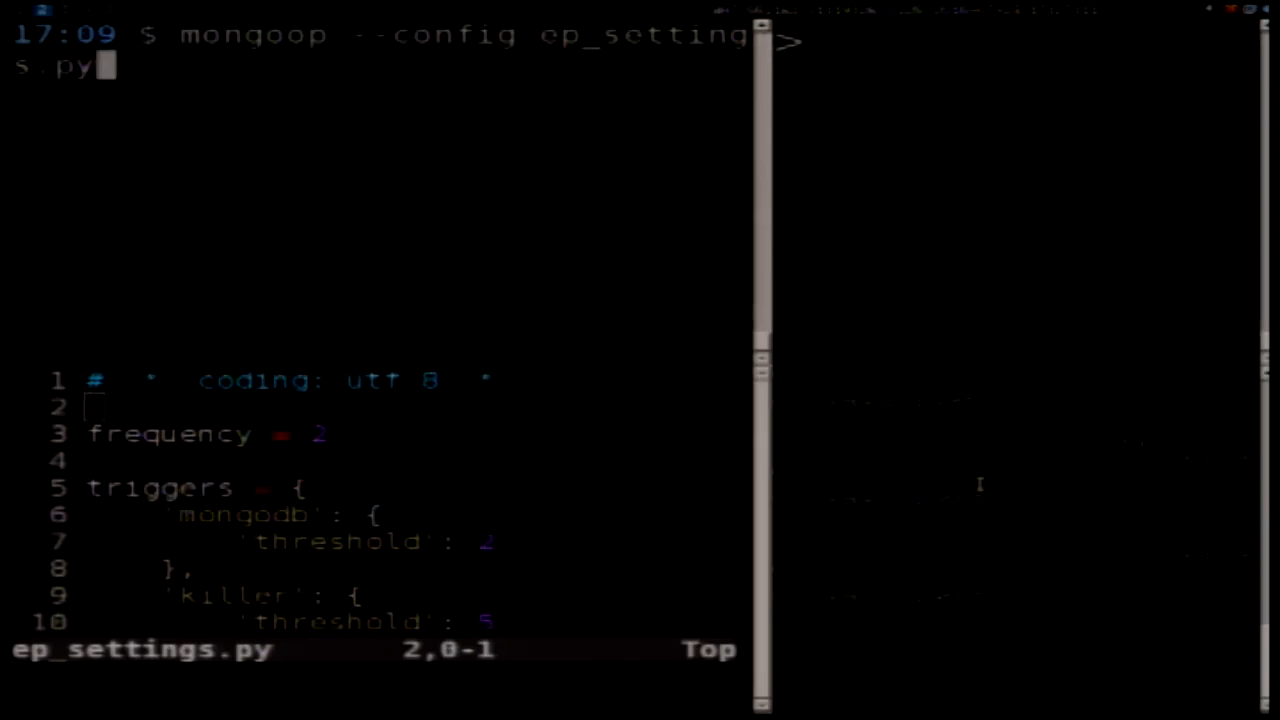 17:09 $ mongoop --config ep_setting
s.py
>
1 # * coding: utf 8 *
2
3 frequency = 2
4
5 triggers = {
6 'mongodb': {
7 'threshold': 2
8 },
9 'killer': {
10 'threshold': 5
ep_settings.py 2,0-1 Top